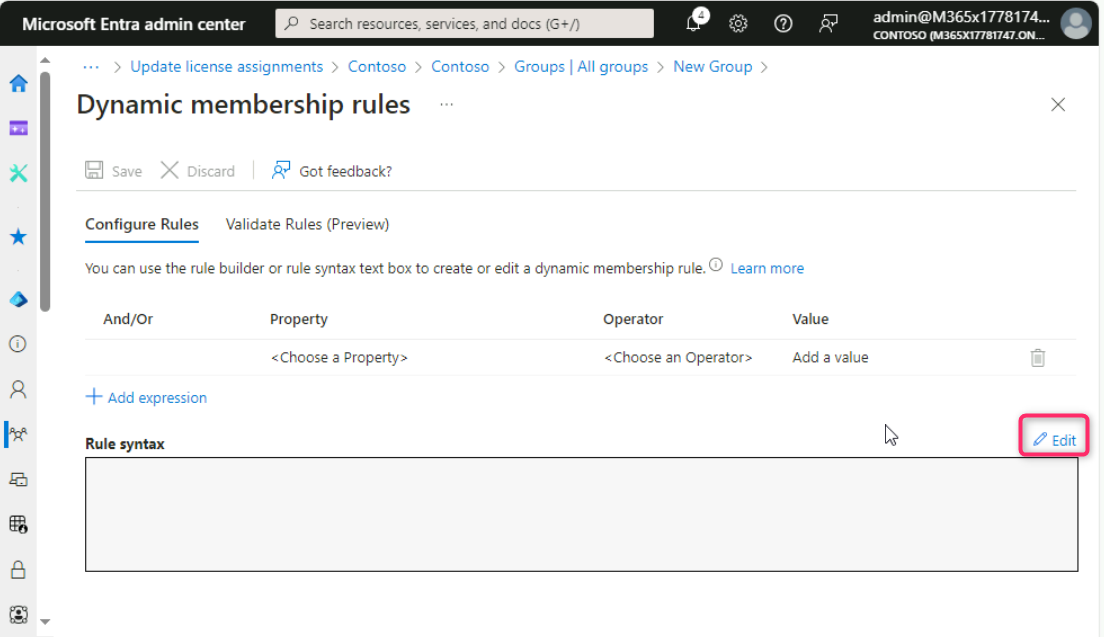 Microsoft Entra admin center
Search resources, services, and docs (G+/)
4
admin@M365x1778174...
CONTOSO (M365X17781747.ON...
··· > Update license assignments > Contoso > Contoso > Groups | All groups > New Group >
Dynamic membership rules ···
Save Discard Got feedback?
Configure Rules Validate Rules (Preview)
You can use the rule builder or rule syntax text box to create or edit a dynamic membership rule. Learn more
And/Or Property Operator Value
<Choose a Property> <Choose an Operator> Add a value
Add expression
Rule syntax Edit